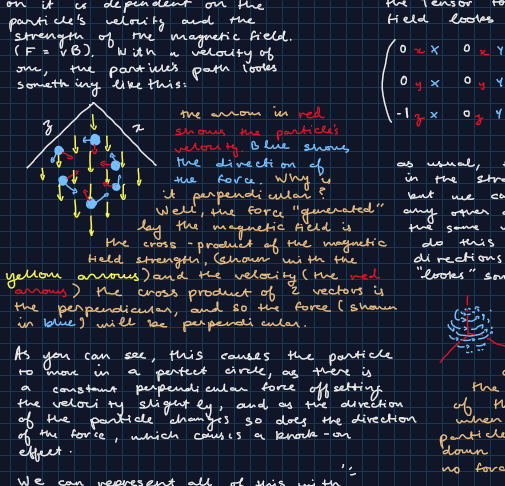 on it is dependent on the
particle's velocity and the
strength of the magnetic field.
(F = vB). With a velocity of
one, the particles path looks
something like this:
z x
the arrow in red
shows the particle's
velocity. Blue shows
the direction of
the force. Why is
it perpendicular?
Well, the force "generated"
by the magnetic field is
the cross-product of the magnetic
field strength, (shown with the
yellow arrows) and the velocity (the red
arrows) the cross product of 2 vectors is
the perpendicular, and so the force (shown
in blue) will be perpendicular.
As you can see, this causes the particle
to move in a perfect circle, as there is
a constant perpendicular force offsetting
the velocity slightly, and as the direction
of the particle changes so does the direction
of the force, which causes a knock-on
effect.
We can represent all of this with
the Tensor
field looks
0 x x 0 x y
0 y x 0 y y
-1 z x 0 z y
as usual,
in the
but we ca
any other
the same
do this
directions
"looks" som
the
of th
when
particle
down
no forc